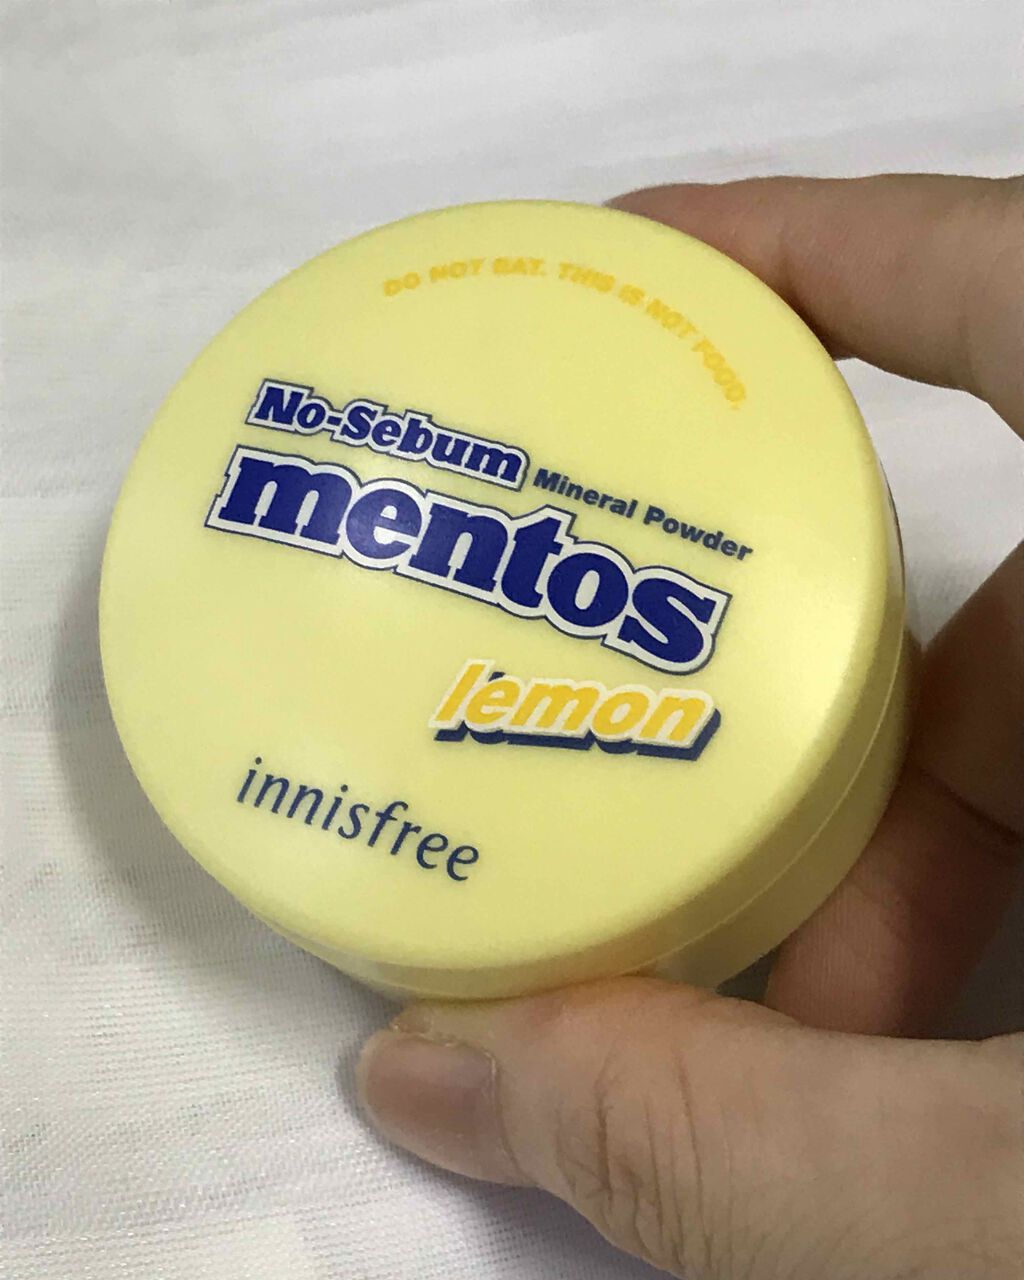 DO NOT EAT. THIS IS NOT FOOD.
No-Sebum Mineral Powder
mentos
lemon
innisfree